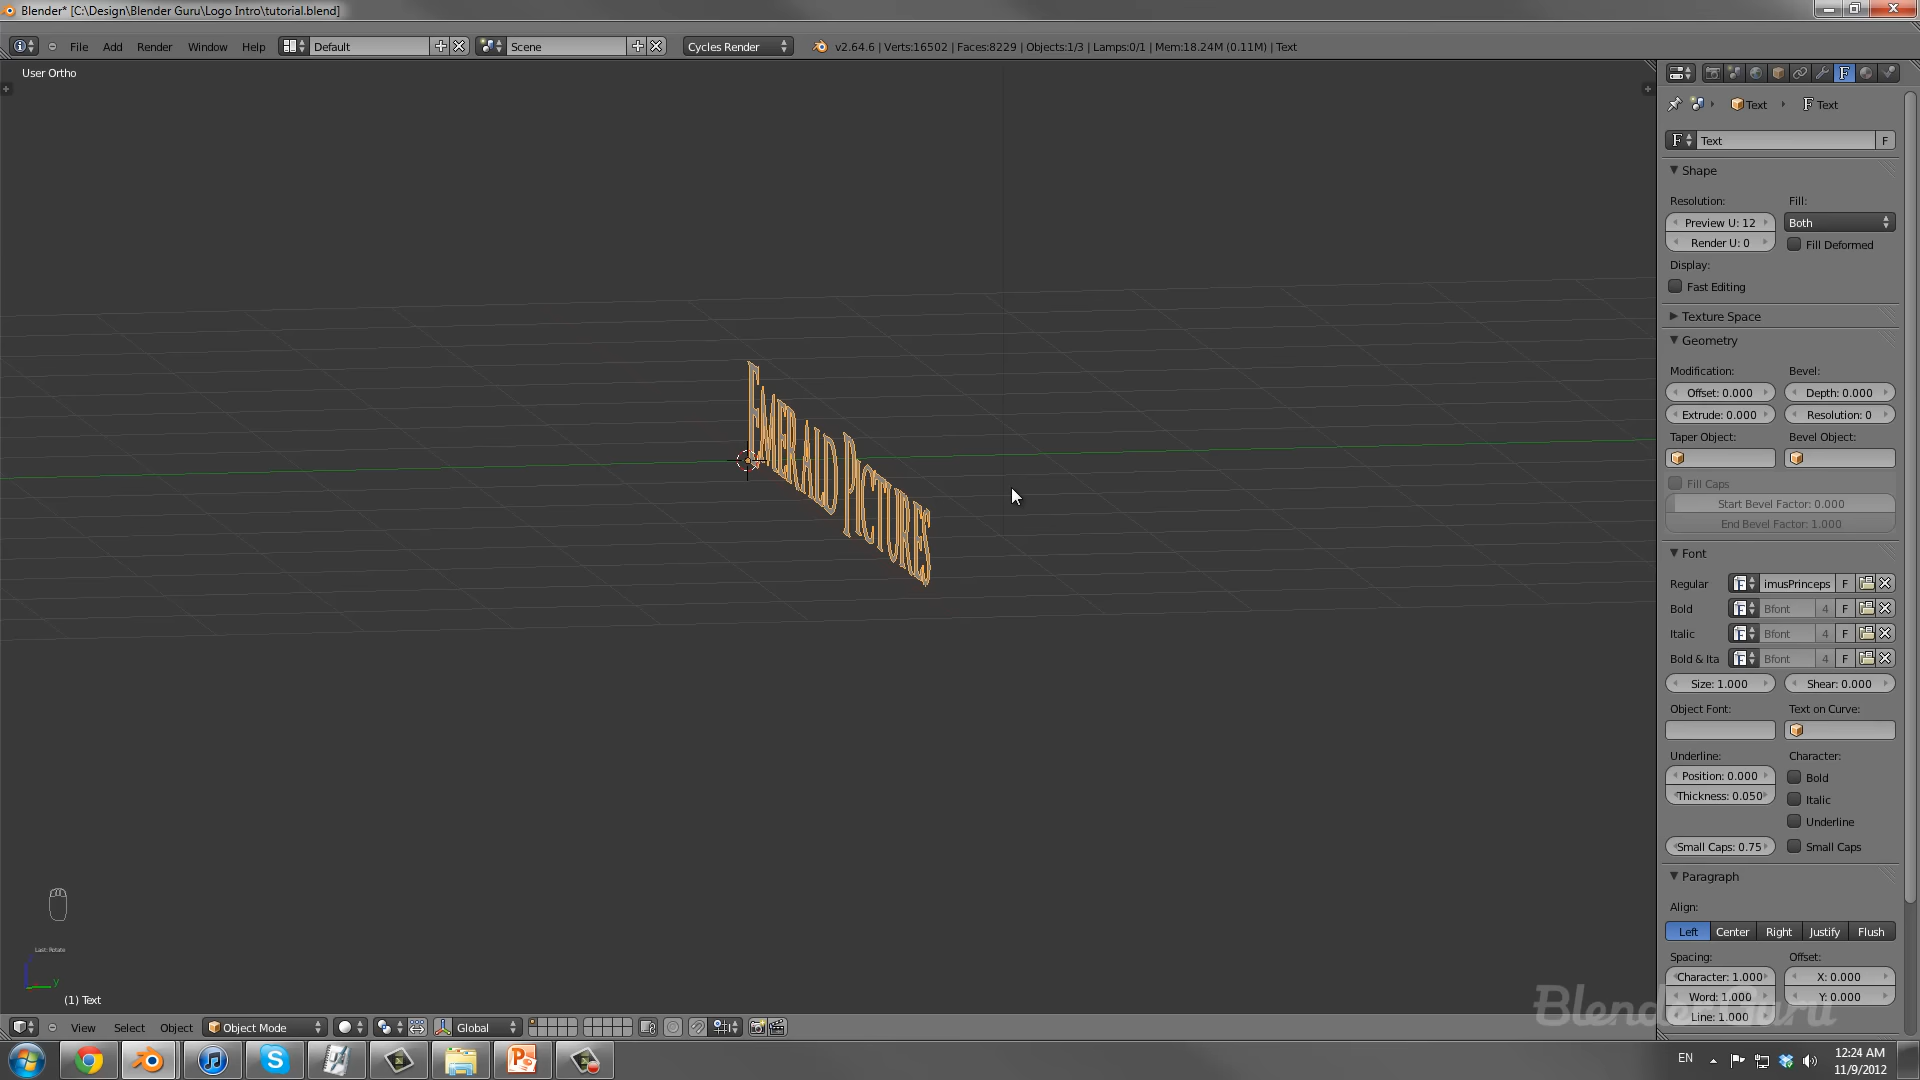 Blender* [C:\Design\Blender Guru\Logo Intro\tutorial.blend]
File Add Render Window Help Default Scene Cycles Render v2.64.6 | Verts:16502 | Faces:8229 | Objects:1/3 | Lamps:0/1 | Mem:18.24M (0.11M) | Text
User Ortho
Text Text
F Text F
Shape
Resolution: Fill:
Preview U: 12 Both
Render U: 0 Fill Deformed
Display:
Fast Editing
Texture Space
Geometry
Modification: Bevel:
Offset: 0.000 Depth: 0.000
Extrude: 0.000 Resolution: 0
Taper Object: Bevel Object:
Fill Caps
Start Bevel Factor: 0.000
End Bevel Factor: 1.000
EMERALD PICTURES
Font
Regular imusPrinceps F
Bold Bfont 4 F
Italic Bfont 4 F
Bold & Ita Bfont 4 F
Size: 1.000 Shear: 0.000
Object Font: Text on Curve:
Underline: Character:
Position: 0.000 Bold
Thickness: 0.050 Italic
Underline
Small Caps: 0.75 Small Caps
Paragraph
Align:
Left Center Right Justify Flush
Spacing: Offset:
Character: 1.000 X: 0.000
Word: 1.000 Y: 0.000
Line: 1.000
Blender Guru
Last: Rotate
y
(1) Text
View Select Object Object Mode Global
EN 12:24 AM
11/9/2012